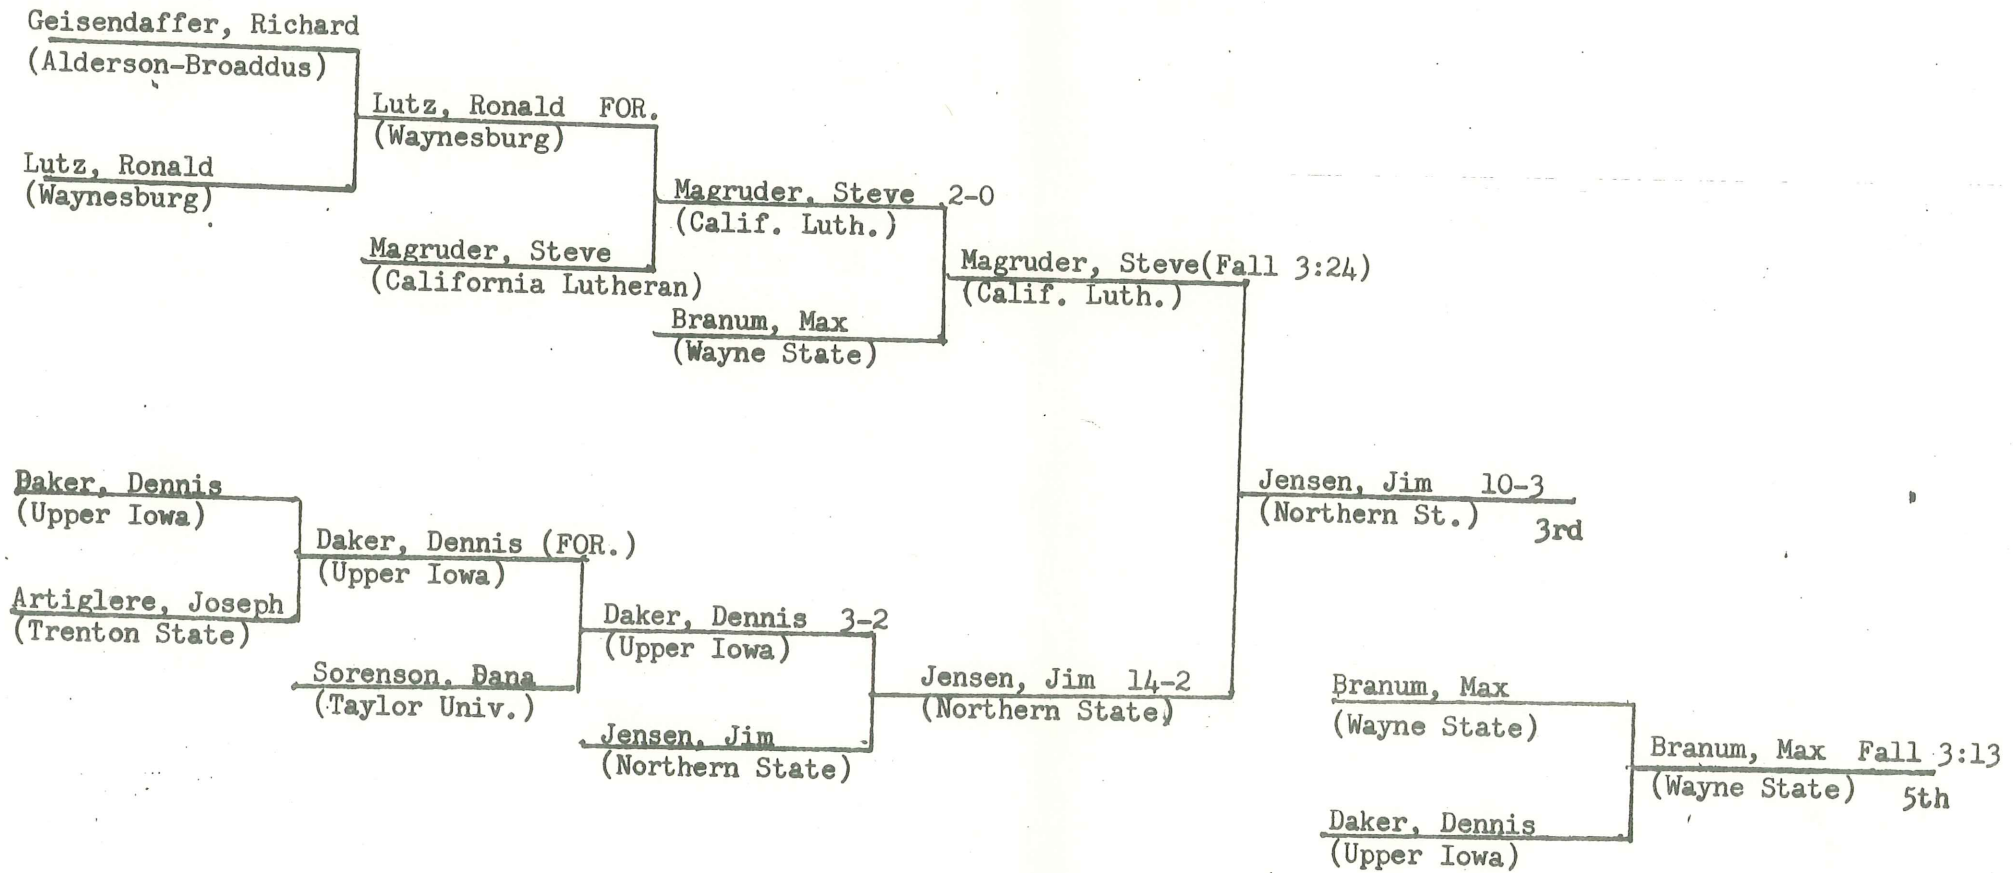 Geisendaffer, Richard
(Alderson-Broaddus)
Lutz, Ronald FOR.
(Waynesburg)
Lutz, Ronald
(Waynesburg)
Magruder, Steve 2-0
(Calif. Luth.)
Magruder, Steve
(California Lutheran)
Magruder, Steve(Fall 3:24)
(Calif. Luth.)
Branum, Max
(Wayne State)
Daker, Dennis
(Upper Iowa)
Jensen, Jim 10-3
(Northern St.) 3rd
Daker, Dennis (FOR.)
(Upper Iowa)
Artiglere, Joseph
(Trenton State)
Daker, Dennis 3-2
(Upper Iowa)
Sorenson. Dana
(Taylor Univ.)
Jensen, Jim 14-2
(Northern State)
Jensen, Jim
(Northern State)
Branum, Max
(Wayne State)
Branum, Max Fall 3:13
(Wayne State) 5th
Daker, Dennis
(Upper Iowa)